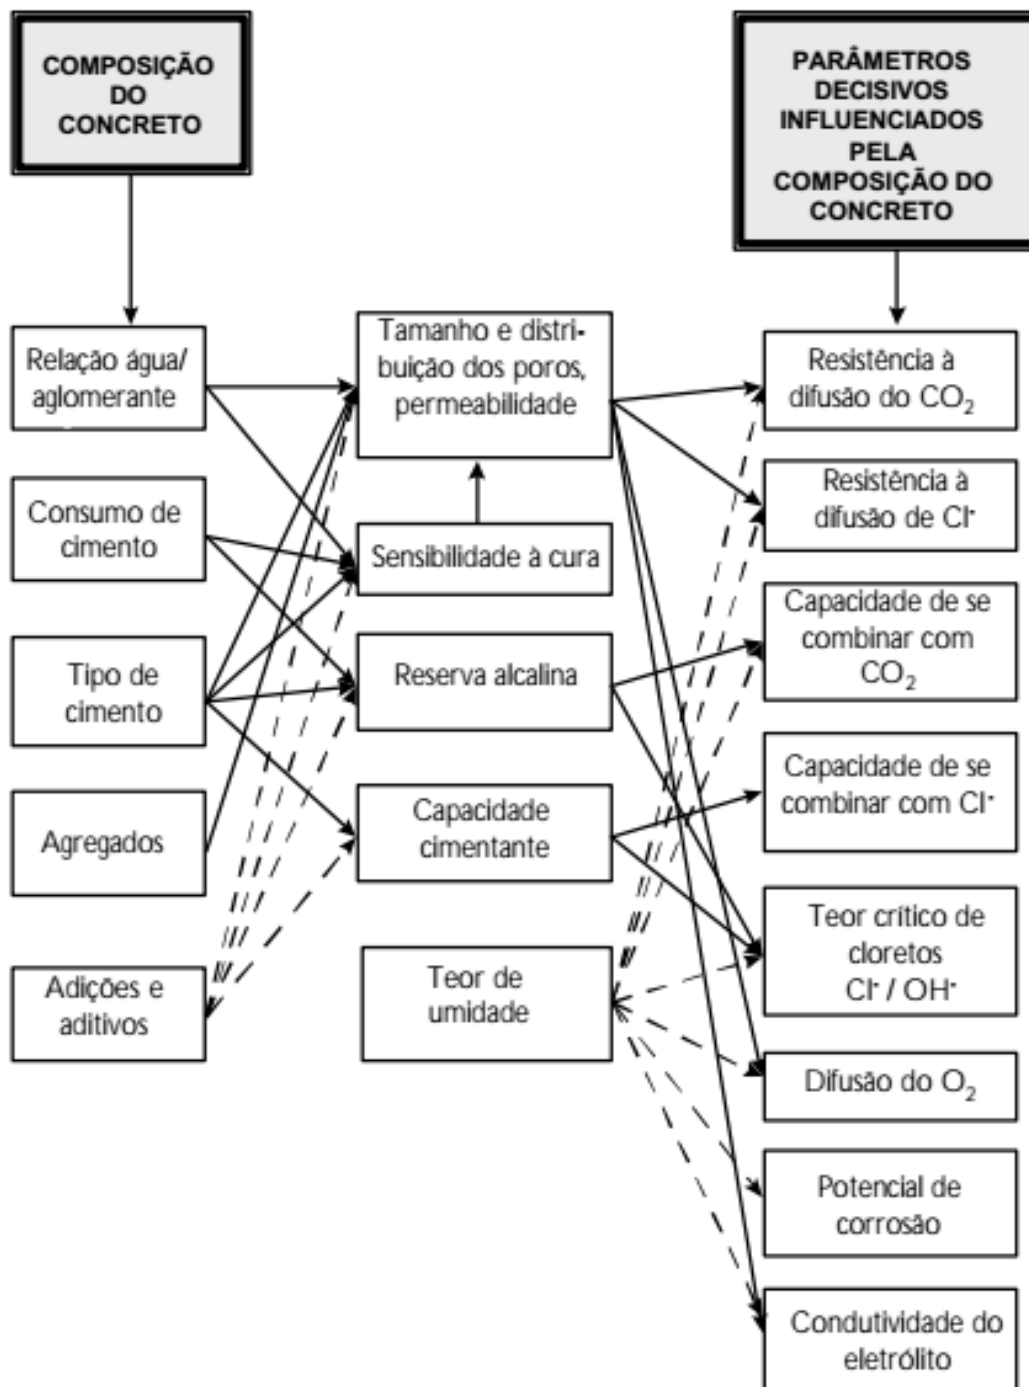 COMPOSIÇÃO
DO
CONCRETO
PARÂMETROS
DECISIVOS
INFLUENCIADOS
PELA
COMPOSIÇÃO DO
CONCRETO
Relação água/
aglomerante
Consumo de
cimento
Tipo de
cimento
Agregados
Adições e
aditivos
Tamanho e distri-
buição dos poros,
permeabilidade
Sensibilidade à cura
Reserva alcalina
Capacidade
cimentante
Teor de
umidade
Resistência à
difusão do CO₂
Resistência à
difusão de Cl⁻
Capacidade de se
combinar com
CO₂
Capacidade de se
combinar com Cl⁻
Teor crítico de
cloretos
Cl⁻ / OH⁻
Difusão do O₂
Potencial de
corrosão
Condutividade do
eletrólito